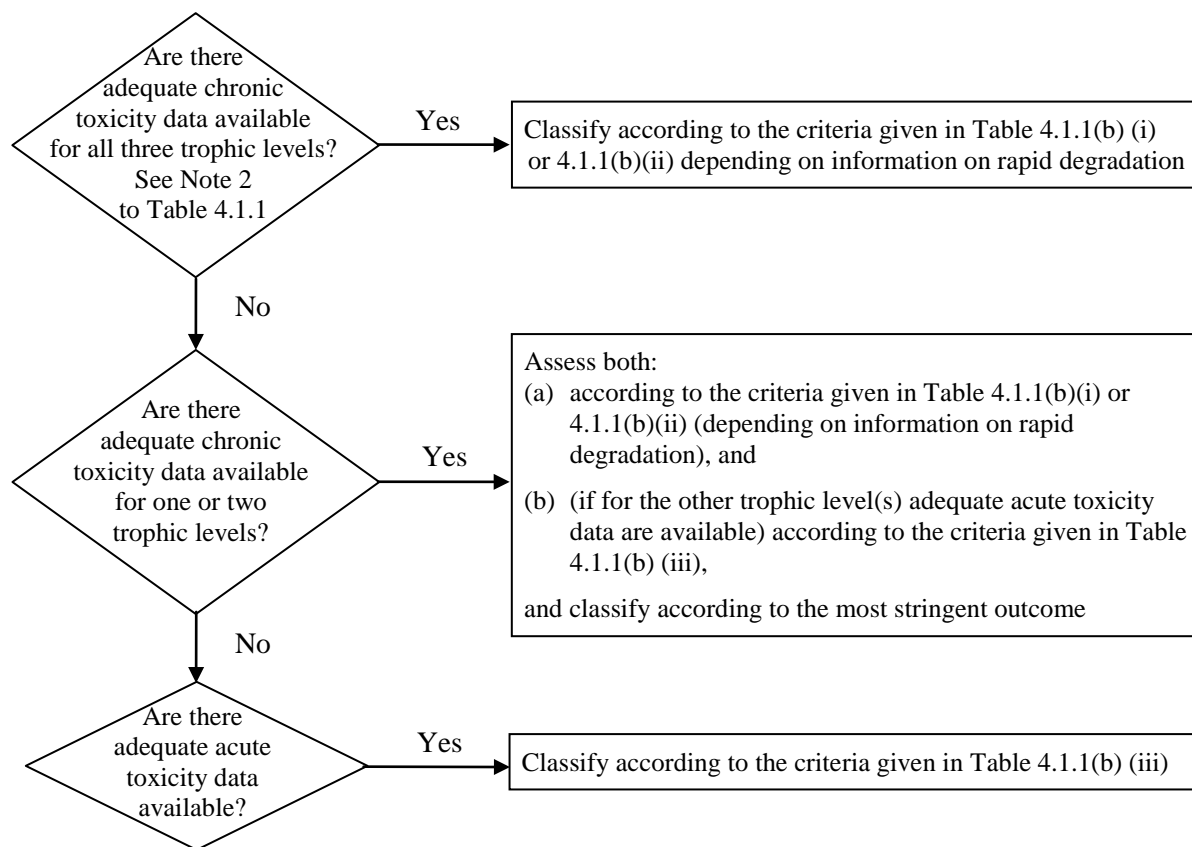 Are there
adequate chronic
toxicity data available
for all three trophic levels?
See Note 2
to Table 4.1.1
Yes
Classify according to the criteria given in Table 4.1.1(b) (i)
or 4.1.1(b)(ii) depending on information on rapid degradation
No
Are there
adequate chronic
toxicity data available
for one or two
trophic levels?
Yes
Assess both:
(a) according to the criteria given in Table 4.1.1(b)(i) or
4.1.1(b)(ii) (depending on information on rapid
degradation), and
(b) (if for the other trophic level(s) adequate acute toxicity
data are available) according to the criteria given in Table
4.1.1(b) (iii),
and classify according to the most stringent outcome
No
Are there
adequate acute
toxicity data
available?
Yes
Classify according to the criteria given in Table 4.1.1(b) (iii)